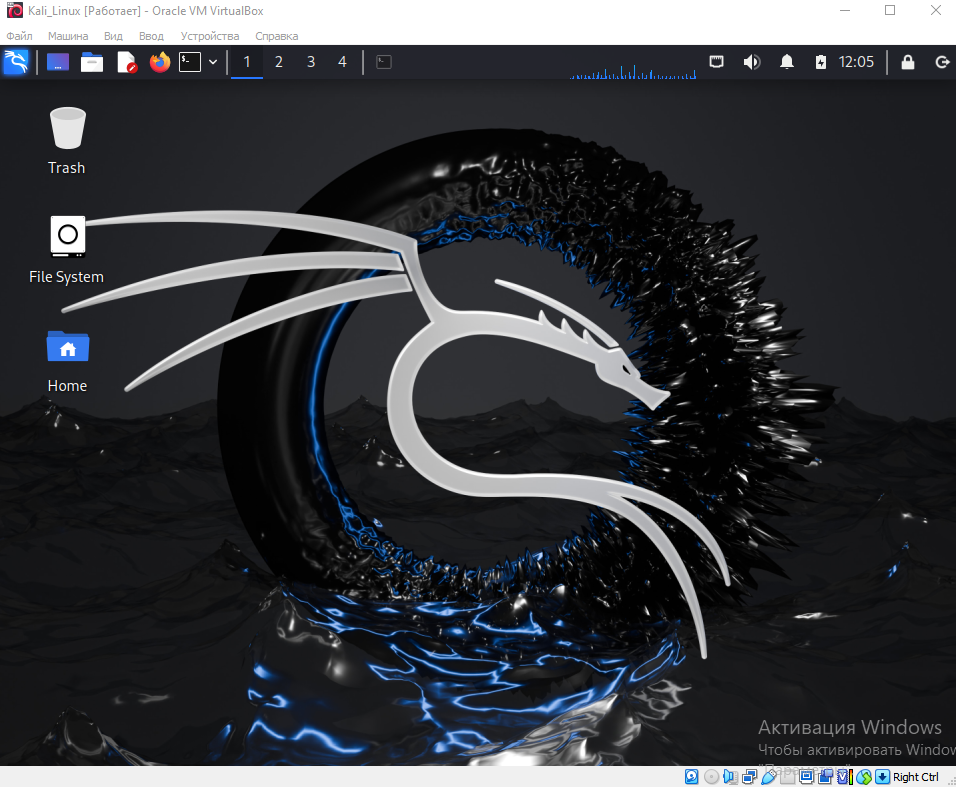 Kali_Linux [Работает] - Oracle VM VirtualBox
Файл Машина Вид Ввод Устройства Справка
1 2 3 4 12:05
Trash
File System
Home
Активация Windows
Чтобы активировать Window
Right Ctrl